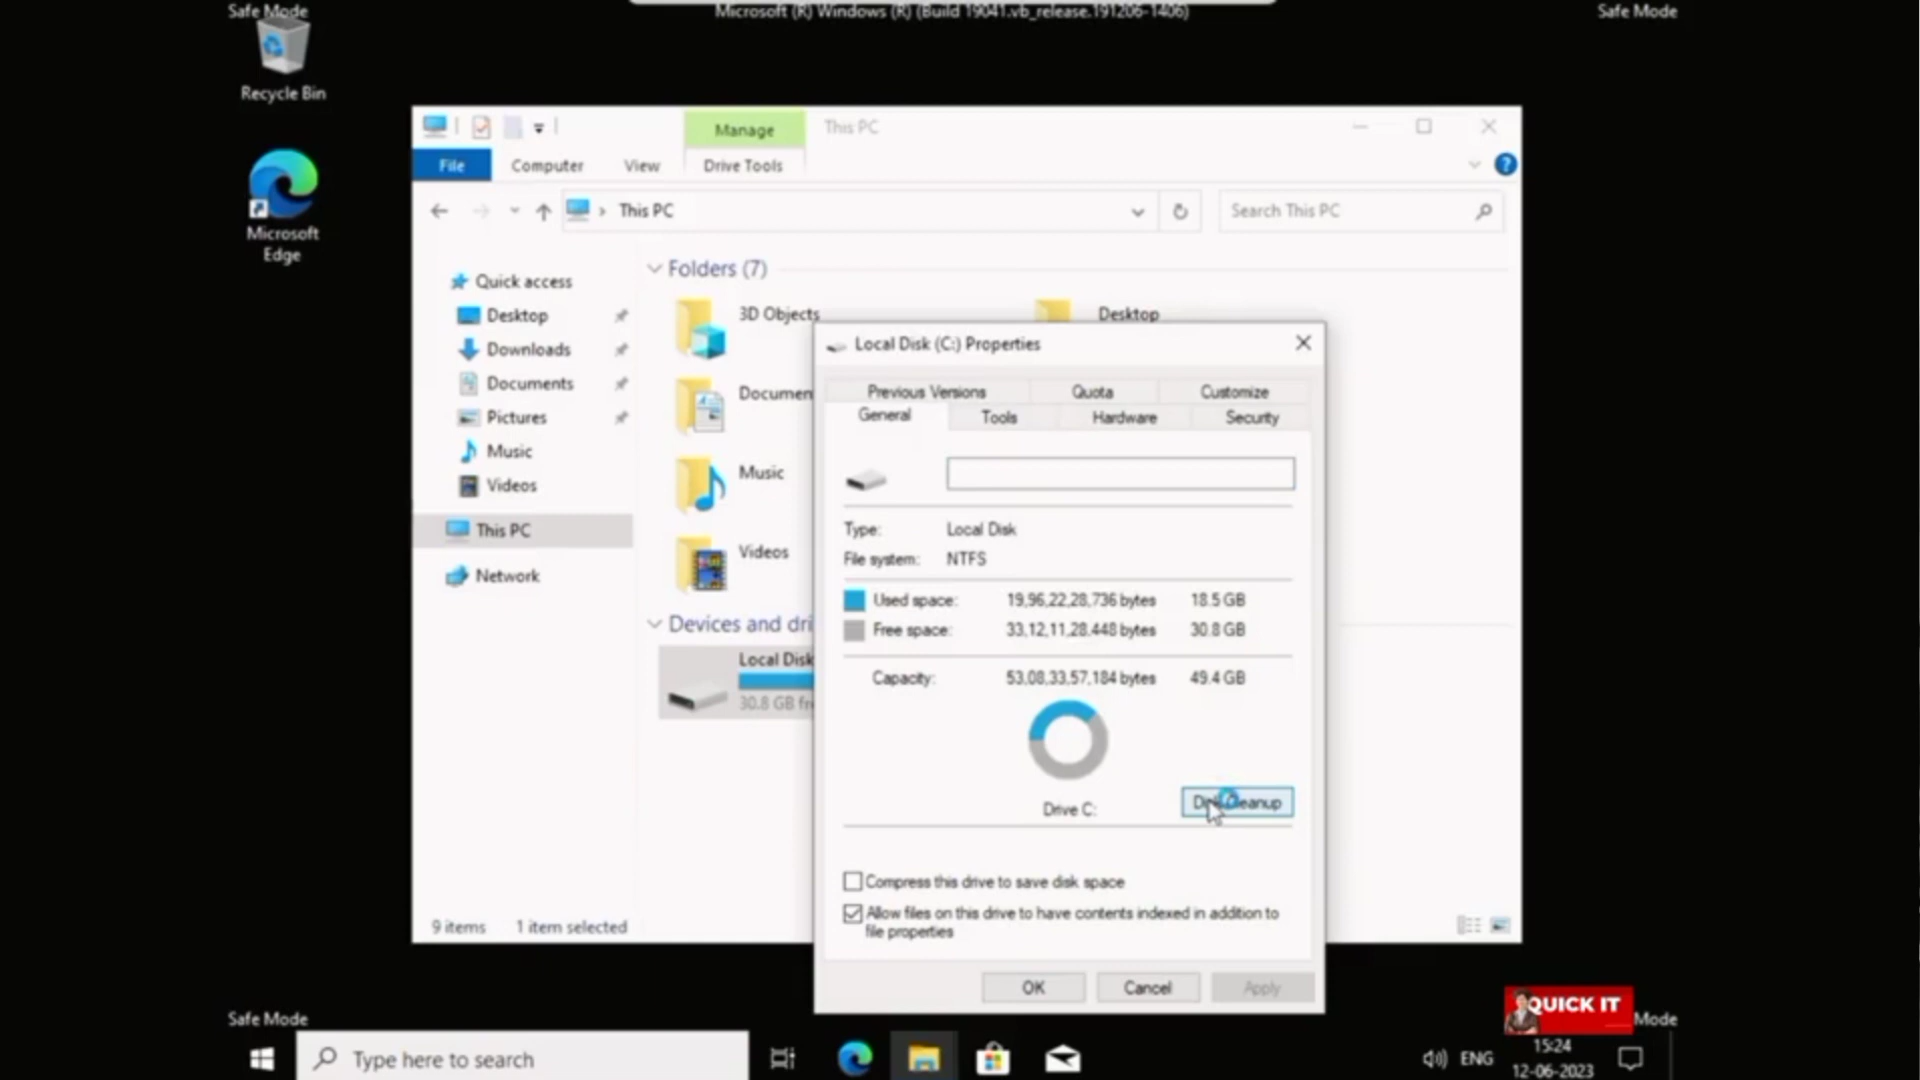 Safe Mode
Microsoft (R) Windows (R) (Build 19041.vb_release.191206-1406)
Safe Mode
Recycle Bin
Microsoft
Edge
Manage
This PC
File
Computer
View
Drive Tools
This PC
Search This PC
Quick access
Desktop
Downloads
Documents
Pictures
Music
Videos
This PC
Network
Folders (7)
3D Objects
Desktop
Documen
Music
Videos
Devices and dri
Local Disk
30.8 GB fr
Local Disk (C:) Properties
Previous Versions
Quota
Customize
General
Tools
Hardware
Security
Type: Local Disk
File system: NTFS
Used space: 19,96,22,28,736 bytes 18.5 GB
Free space: 33,12,11,28,448 bytes 30.8 GB
Capacity: 53,08,33,57,184 bytes 49.4 GB
Drive C:
Disk Cleanup
Compress this drive to save disk space
Allow files on this drive to have contents indexed in addition to
file properties
OK
Cancel
Apply
9 items
1 item selected
Safe Mode
QUICK IT
Mode
Type here to search
ENG
15:24
12-06-2023